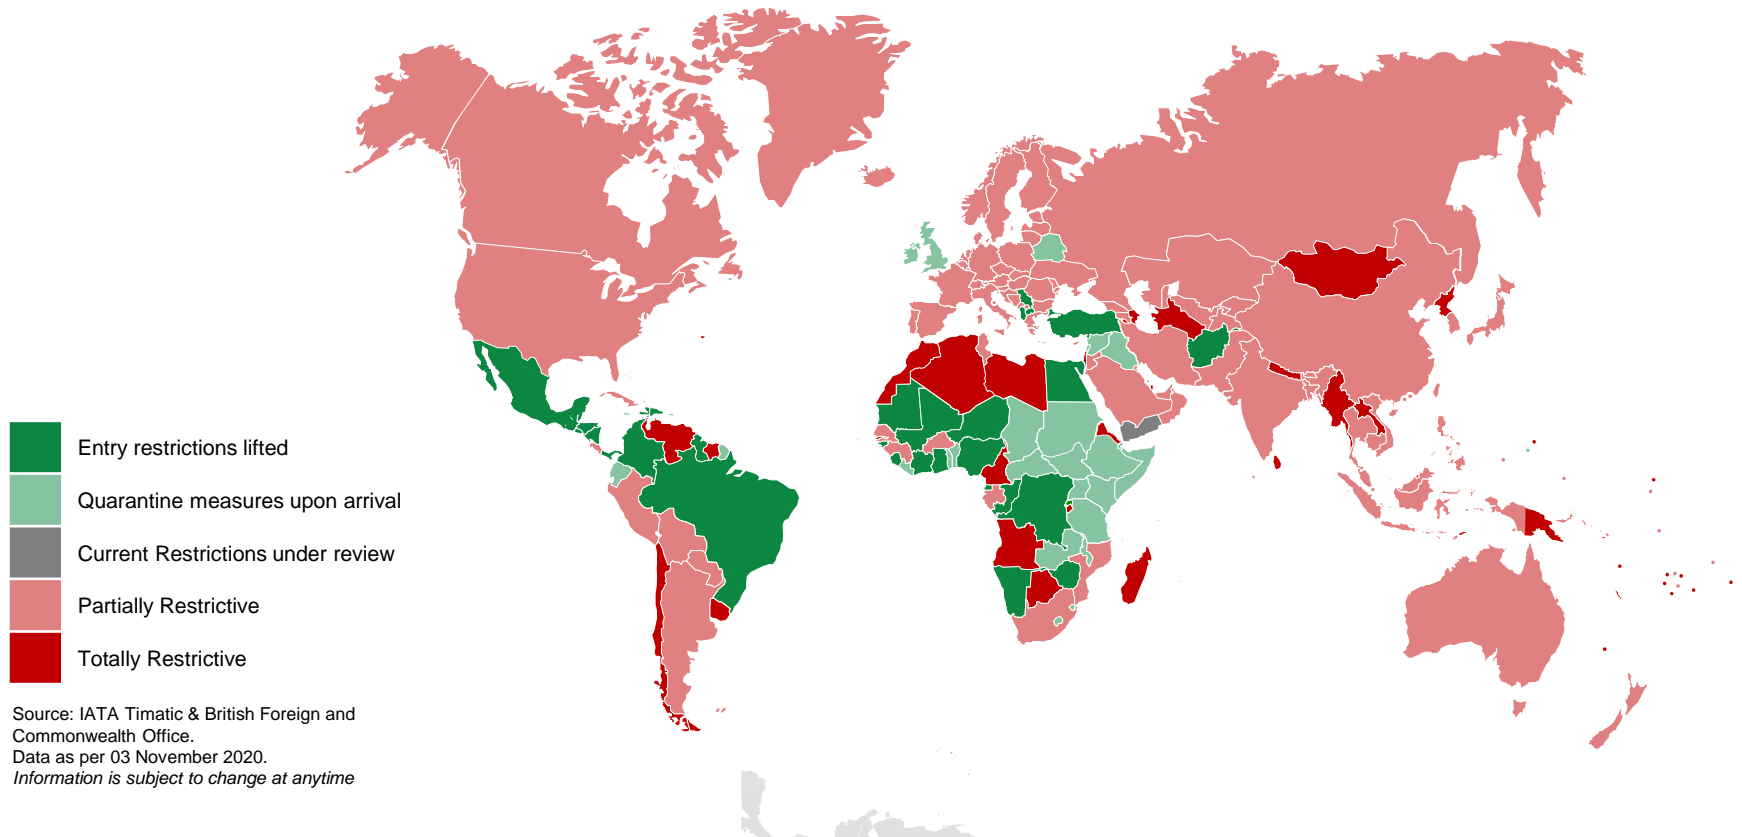 Entry restrictions lifted
Quarantine measures upon arrival
Current Restrictions under review
Partially Restrictive
Totally Restrictive
Source: IATA Timatic & British Foreign and
Commonwealth Office.
Data as per 03 November 2020.
Information is subject to change at anytime